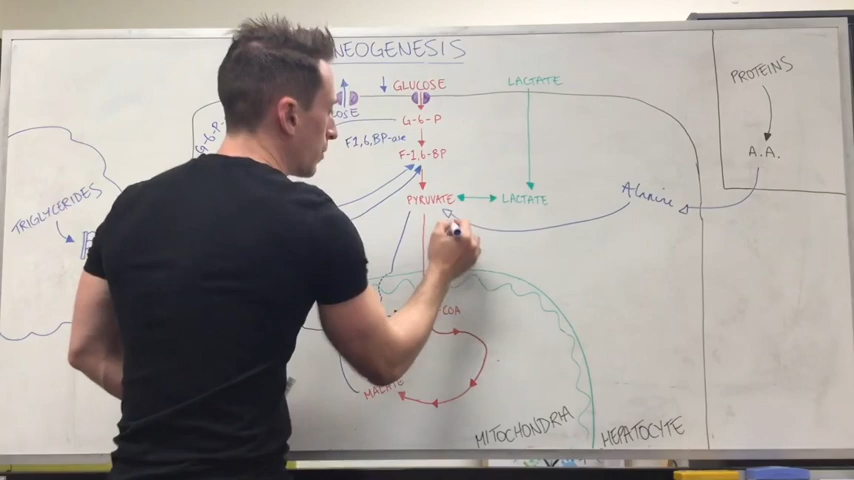 NEOGENESIS
GLUCOSE
LACTATE
PROTEINS
G-6-P
F1,6,BP-ase
F-1,6-BP
A.A.
TRIGLYCERIDES
PYRUVATE
LACTATE
Alanine
-COA
MALATE
MITOCHONDRIA
HEPATOCYTE